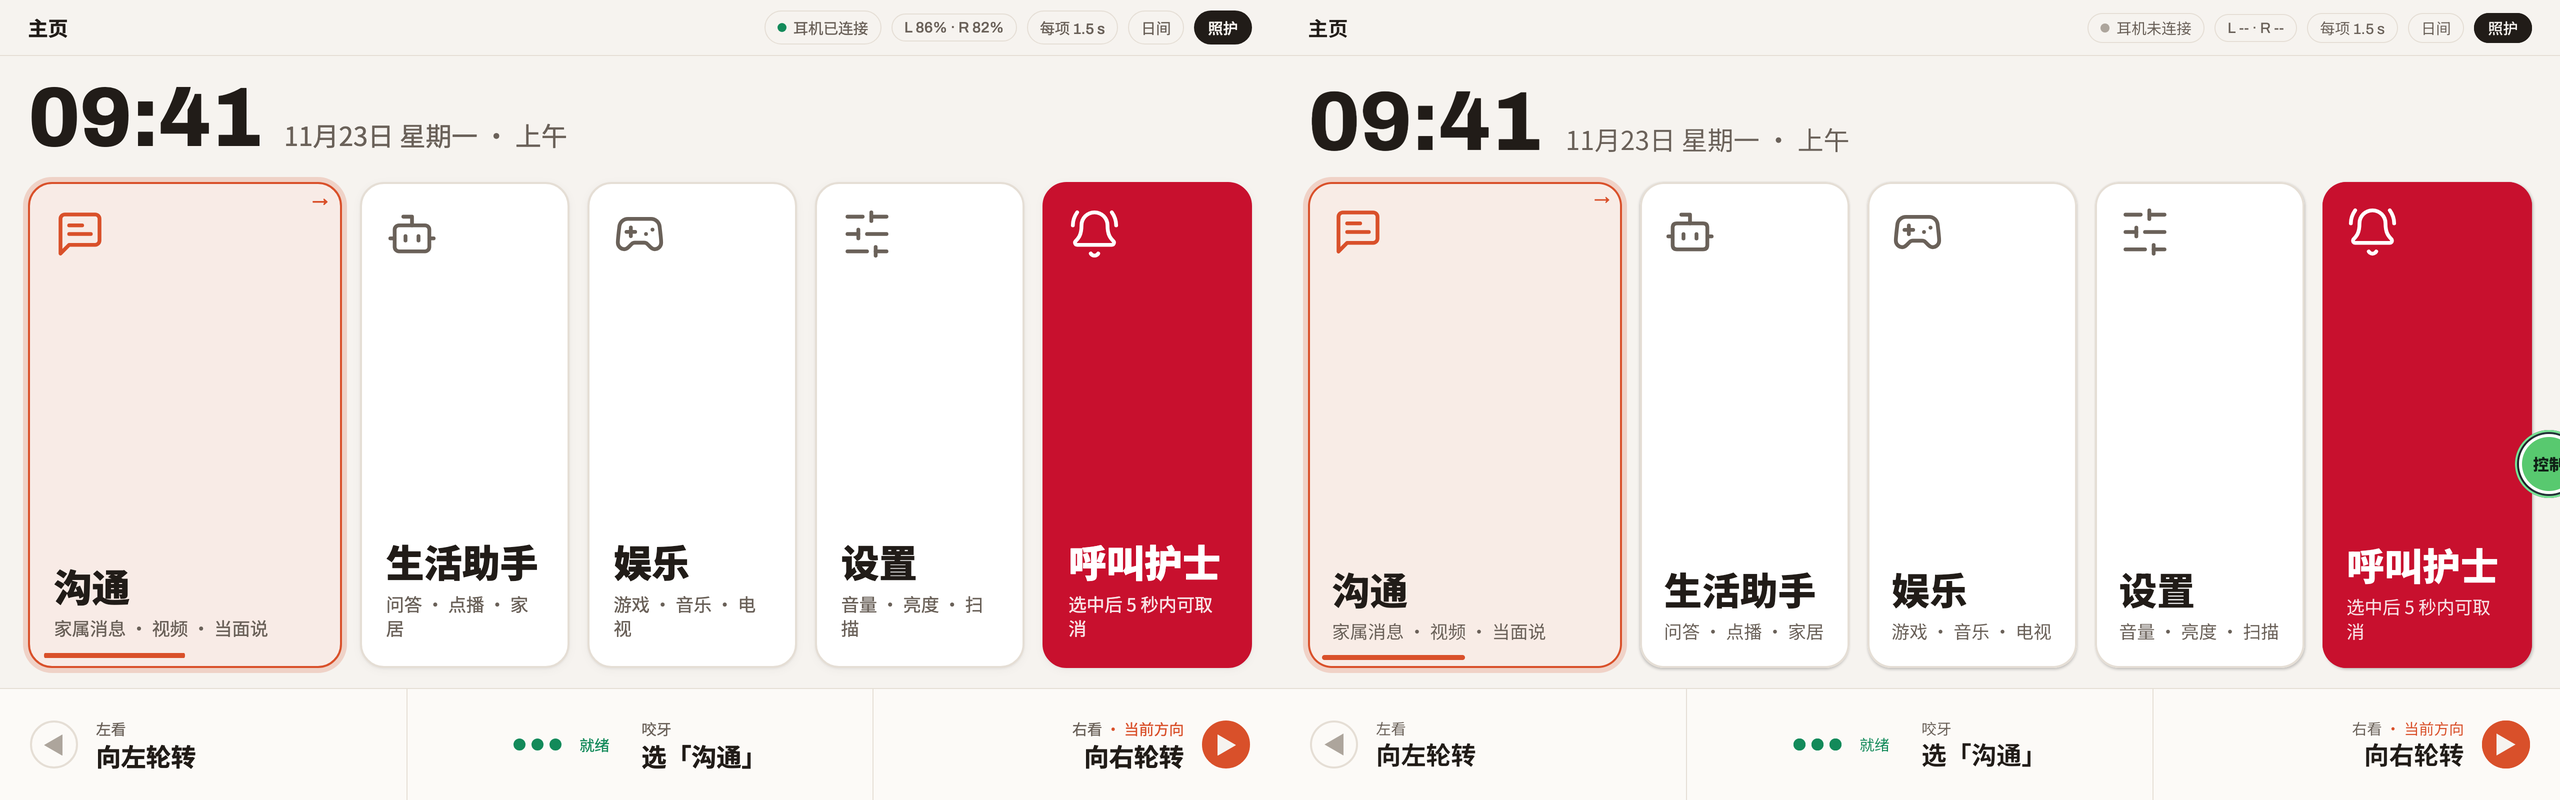 主页
耳机已连接
L 86% · R 82%
每项 1.5 s
日间
照护
09:41
11月23日 星期一 · 上午
→
沟通
家属消息 · 视频 · 当面说
生活助手
问答 · 点播 · 家
居
娱乐
游戏 · 音乐 · 电
视
设置
音量 · 亮度 · 扫
描
呼叫护士
选中后 5 秒内可取
消
左看
向左轮转
就绪
咬牙
选「沟通」
右看 · 当前方向
向右轮转
主页
耳机未连接
L -- · R --
每项 1.5 s
日间
照护
09:41
11月23日 星期一 · 上午
→
沟通
家属消息 · 视频 · 当面说
生活助手
问答 · 点播 · 家居
娱乐
游戏 · 音乐 · 电视
设置
音量 · 亮度 · 扫描
呼叫护士
选中后 5 秒内可取
消
左看
向左轮转
就绪
咬牙
选「沟通」
右看 · 当前方向
向右轮转